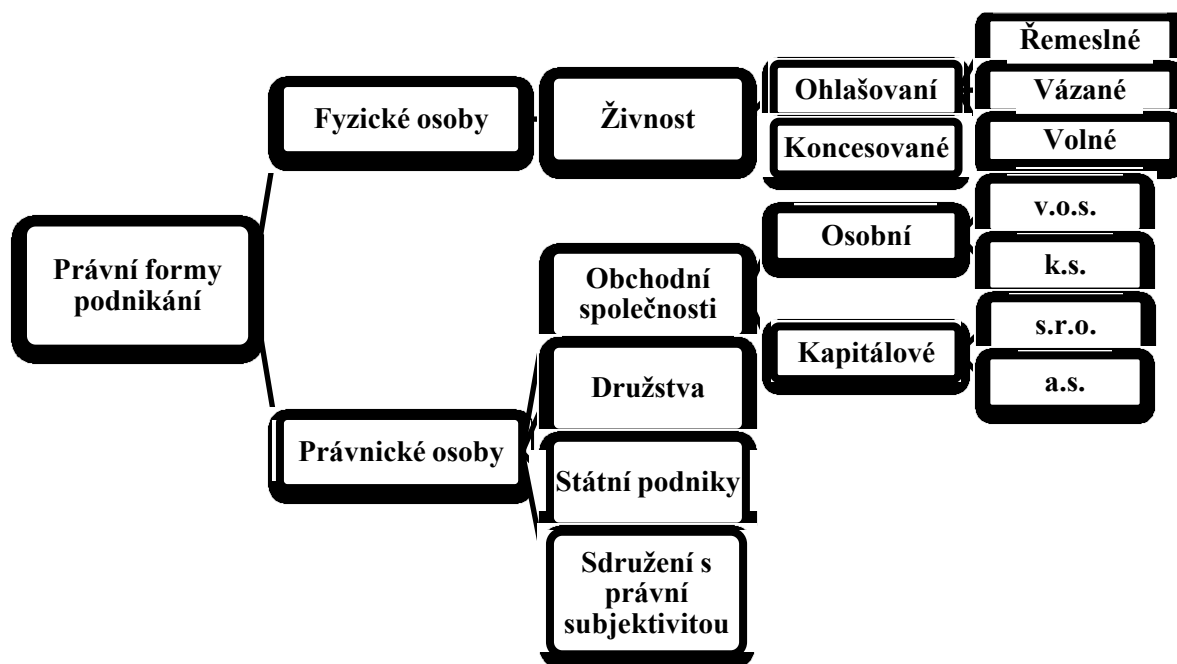 Právní formy
podnikání
Fyzické osoby
Živnost
Ohlašovaní
Řemeslné
Vázané
Volné
Koncesované
Právnické osoby
Obchodní
společnosti
Osobní
v.o.s.
k.s.
Kapitálové
s.r.o.
a.s.
Družstva
Státní podniky
Sdružení s
právní
subjektivitou